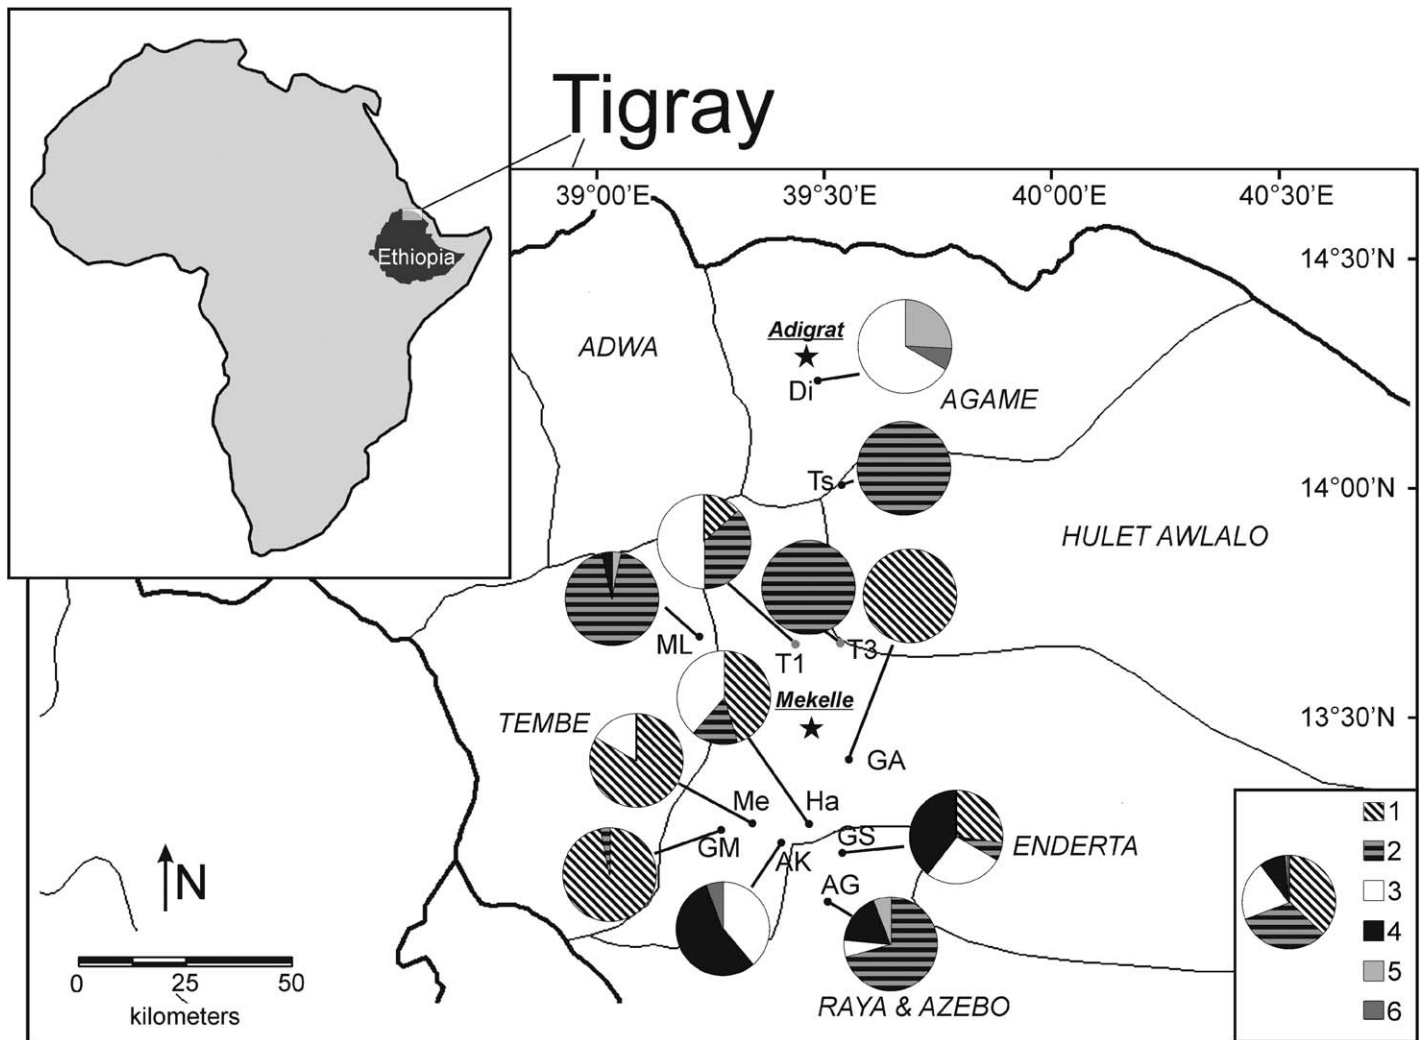 Tigray
39°00'E
39°30'E
40°00'E
40°30'E
Ethiopia
14°30'N
ADWA
Adigrat
Di
AGAME
Ts
14°00'N
HULET AWLALO
ML
T1
T3
Mekelle
TEMBE
13°30'N
GA
Me
Ha
GM
AK
GS
ENDERTA
AG
RAYA & AZEBO
N
0 25 50
kilometers
1
2
3
4
5
6